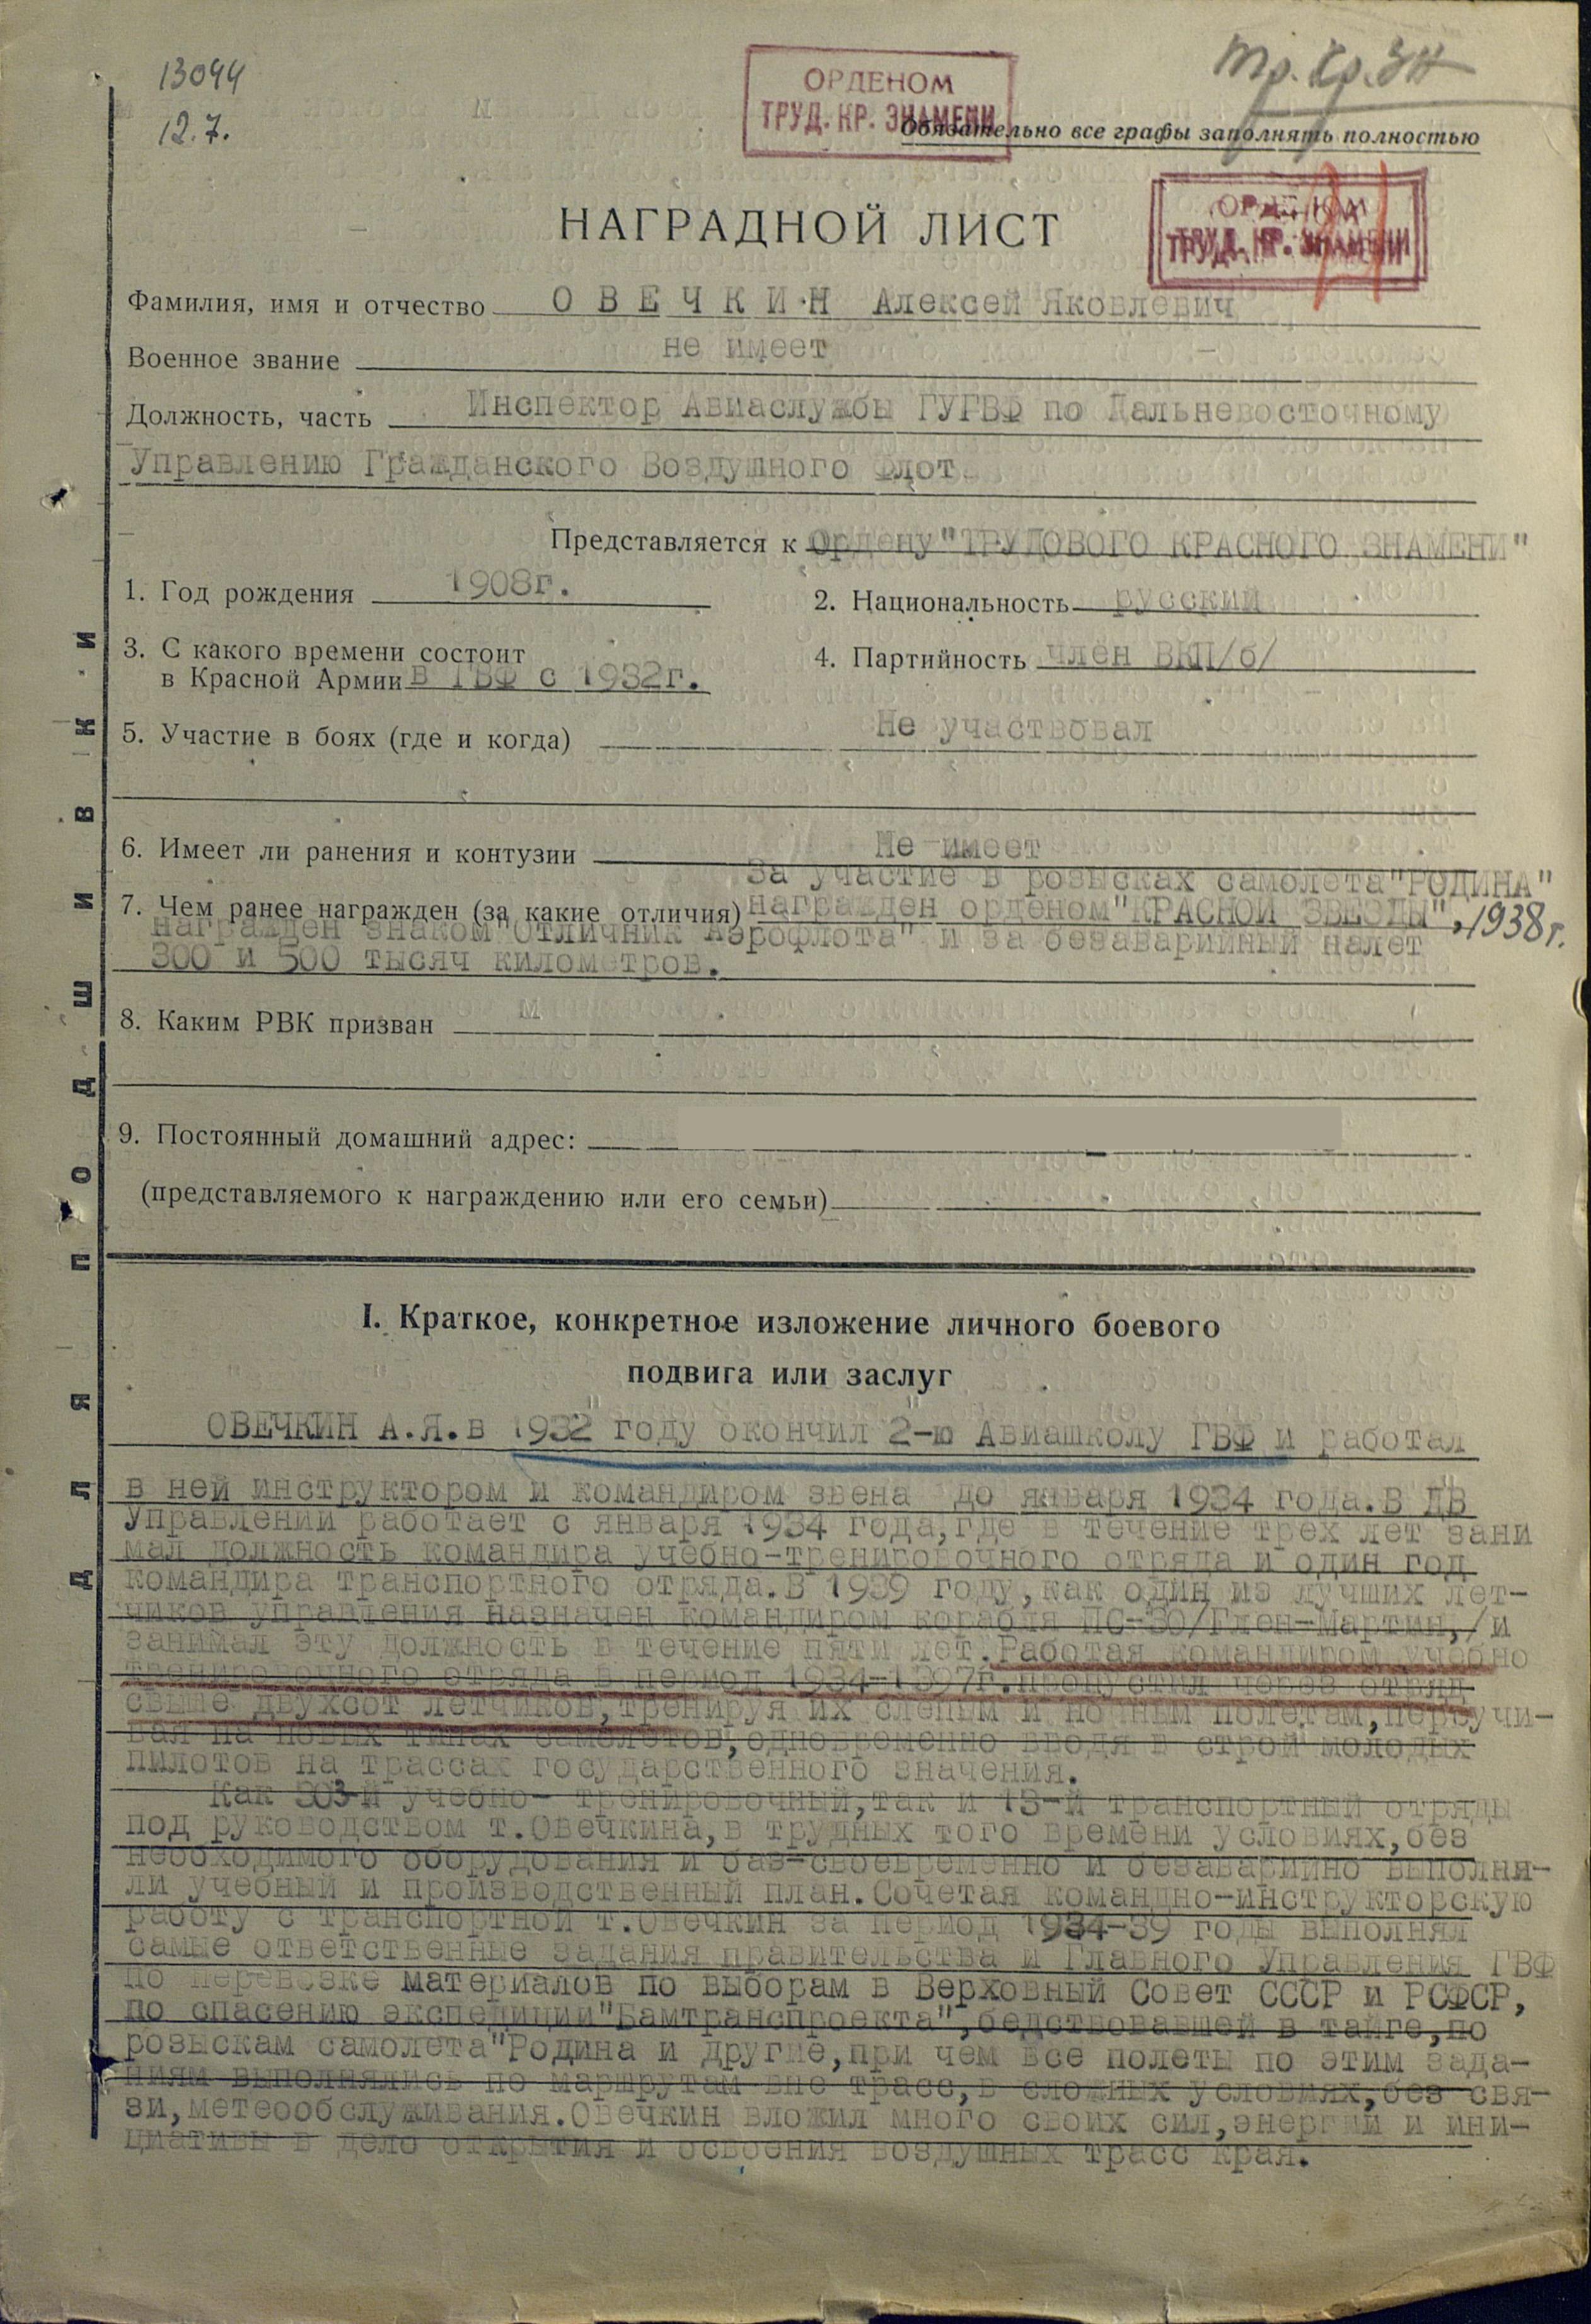 13044
12.7.
Тр. Кр. Зн
ОРДЕНОМ
ТРУД. КР. ЗНАМЕНИ
Обязательно все графы заполнять полностью
ОРДЕНОМ
ТРУД. КР. ЗНАМЕНИ
НАГРАДНОЙ ЛИСТ
Фамилия, имя и отчество О В Е Ч К И Н Алексей Яковлевич
Военное звание не имеет
Должность, часть Инспектор Авиаслужбы ГУГВФ по Дальневосточному
Управлению Гражданского Воздушного Флот
Представляется к Ордену "ТРУДОВОГО КРАСНОГО ЗНАМЕНИ"
1. Год рождения 1908г.
2. Национальность русский
3. С какого времени состоит
в Красной Армии в ГВФ с 1932г.
4. Партийность член ВКП/б/
5. Участие в боях (где и когда) Не участвовал
6. Имеет ли ранения и контузии Не имеет
За участие в розысках самолета "РОДИНА"
7. Чем ранее награжден (за какие отличия) награжден орденом "КРАСНОЙ ЗВЕЗДЫ", 1938г.
награжден знаком "Отличник Аэрофлота" и за безаварийный налет
300 и 500 тысяч километров.
8. Каким РВК призван
9. Постоянный домашний адрес:
(представляемого к награждению или его семьи)
для подшивки
I. Краткое, конкретное изложение личного боевого
подвига или заслуг
ОВЕЧКИН А.Я. в 1932 году окончил 2-ю Авиашколу ГВФ и работал
в ней инструктором и командиром звена до января 1934 года. В ДВ
Управлении работает с января 1934 года, где в течение трех лет зани
мал должность командира учебно-тренировочного отряда и один год
командира транспортного отряда. В 1939 году, как один из лучших лет-
чиков управления назначен командиром корабля ПС-30/Глен-Мартин,/ и
занимал эту должность в течение пяти лет. Работая командиром учебно
тренировочного отряда в период 1934-1397г. пропустил через отряд
свыше двухсот летчиков, тренируя их слепым и ночным полетам, переучи-
вая на новых типах самолетов, одновременно вводя в строй молодых
пилотов на трассах государственного значения.
Как 303-й учебно- тренировочный, так и 13-й транспортный отряды
под руководством т.Овечкина, в трудных того времени условиях, без
необходимого оборудования и баз-своевременно и безаварийно выполня-
ли учебный и производственный план. Сочетая командно-инструкторскую
работу с транспортной т.Овечкин за период 1934-39 годы выполнял
самые ответственные задания правительства и Главного Управления ГВФ
по перевозке материалов по выборам в Верховный Совет СССР и РСФСР,
по спасению экспедиции "Бамтранспроекта", бедствовавшей в тайге, по
розыскам самолета "Родина и другие, при чем все полеты по этим зада-
ниям выполнялись по маршрутам вне трасс, в сложных условиях, без свя-
зи, метеообслуживания. Овечкин вложил много своих сил, энергии и ини-
циативы в дело открытия и освоения воздушных трасс края.